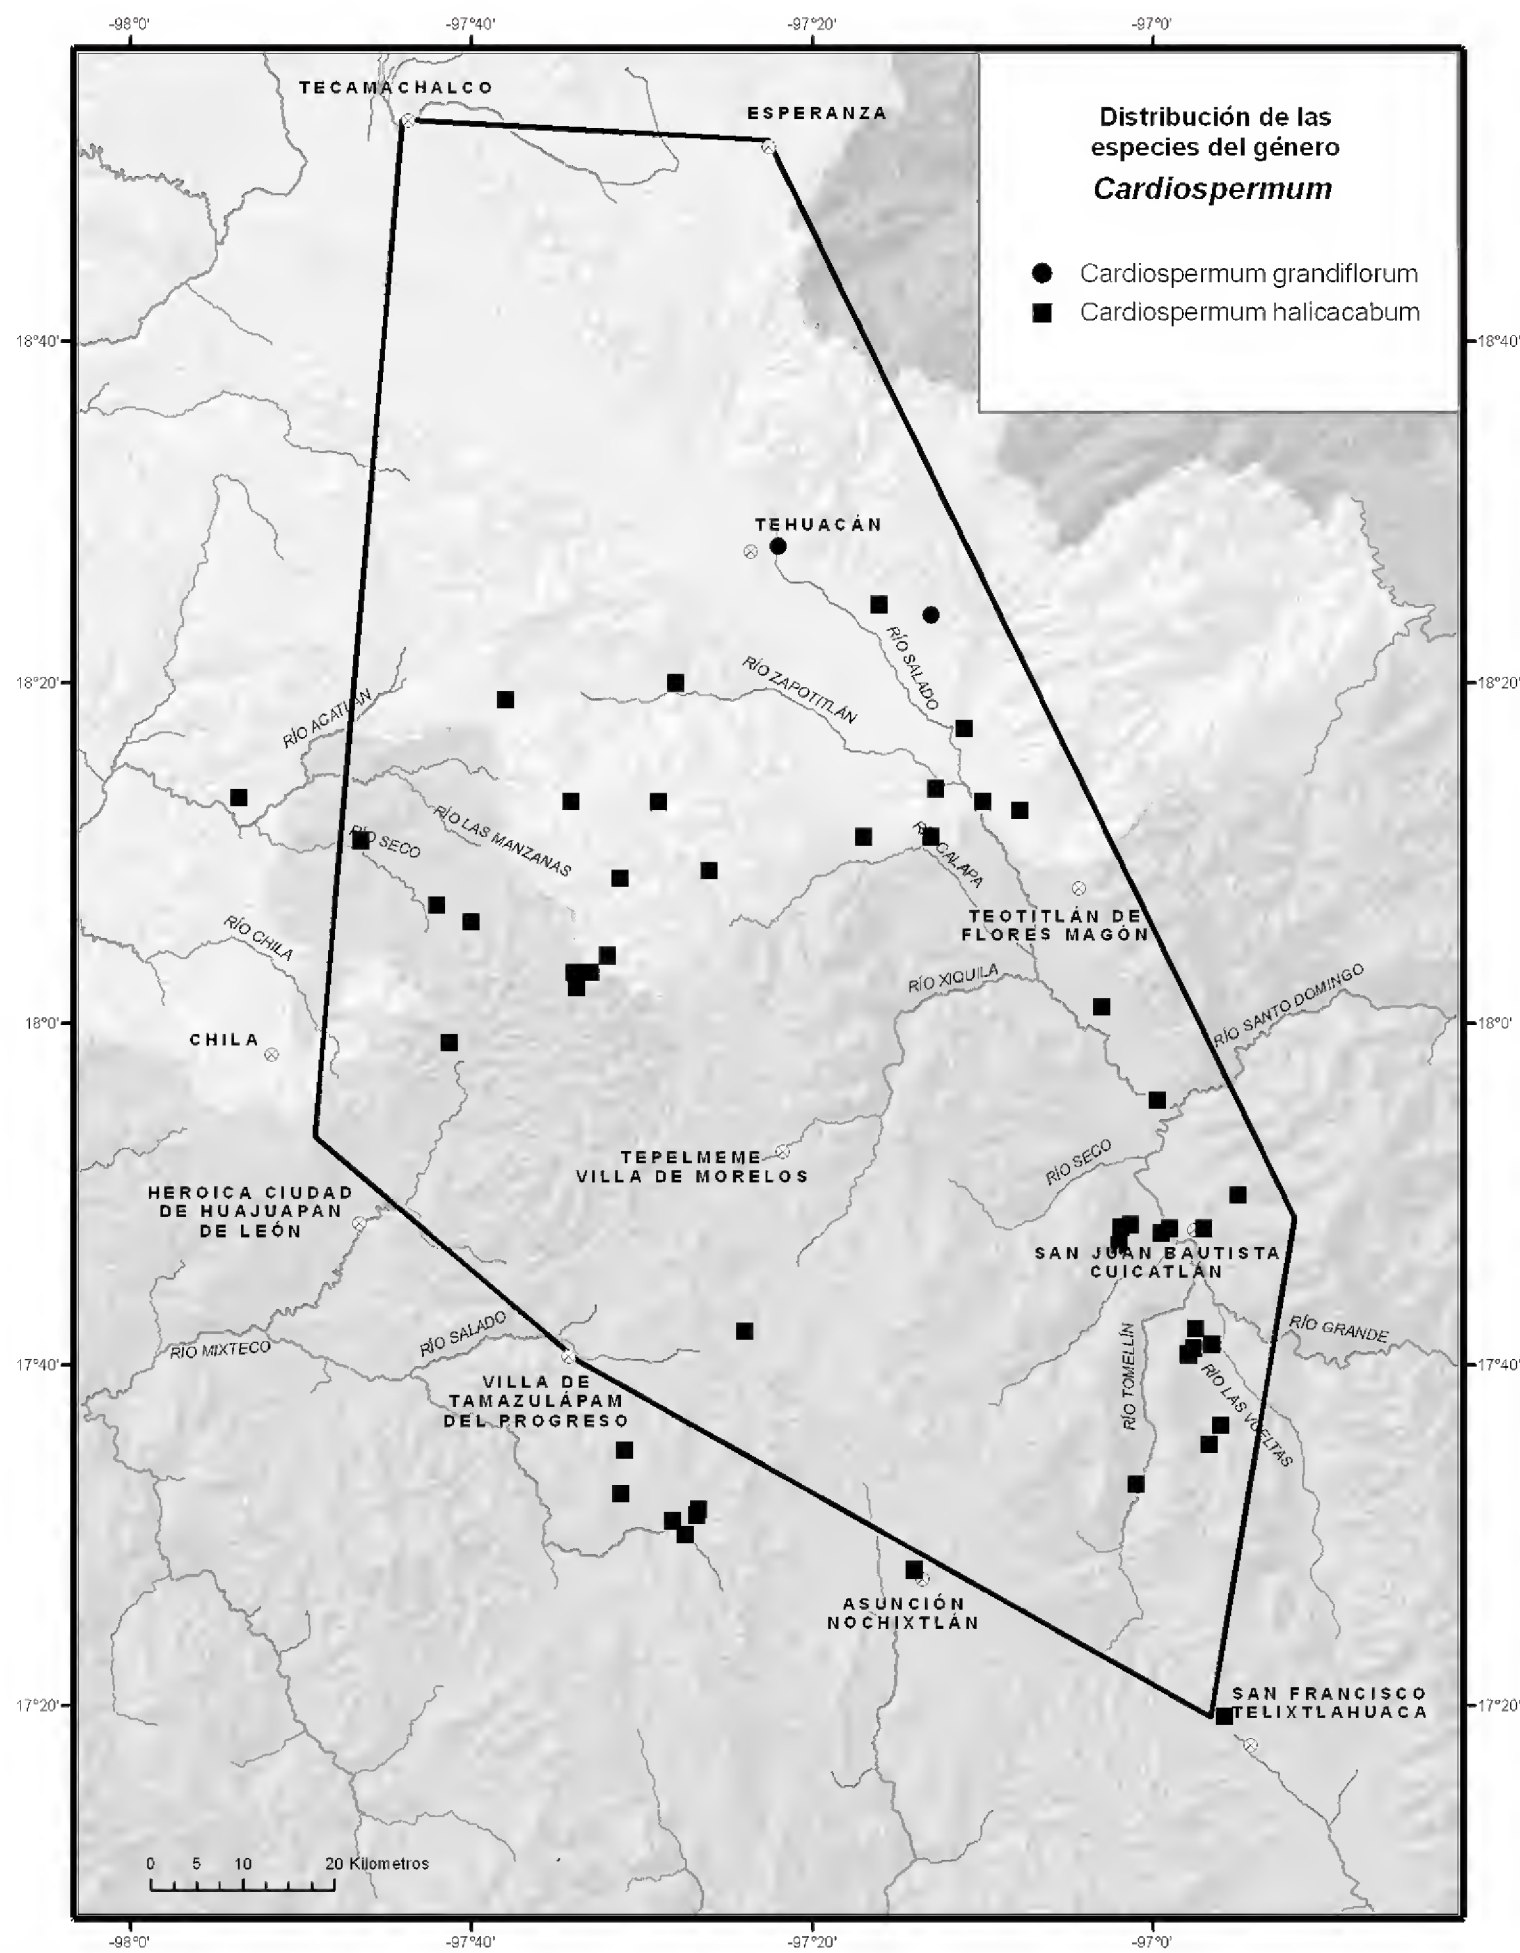 -98°0'
-97°40'
-97°20'
-97°0'
TECAMACHALCO
ESPERANZA
Distribución de las
especies del género
Cardiospermum
Cardiospermum grandiflorum
Cardiospermum halicacabum
18°40'
18°40'
TEHUACÁN
RÍO SALADO
18°20'
18°20'
RÍO ZAPOTITLÁN
RÍO ACATLÁN
RÍO LAS MANZANAS
RÍO SECO
RÍO CALAPA
TEOTITLÁN DE
FLORES MAGÓN
RÍO CHILA
RÍO XIQUILA
RÍO SANTO DOMINGO
18°0'
18°0'
CHILA
TEPELMEME
VILLA DE MORELOS
RÍO SECO
HEROICA CIUDAD
DE HUAJUAPAN
DE LEÓN
SAN JUAN BAUTISTA
CUICATLÁN
RÍO SALADO
RÍO MIXTECO
RÍO GRANDE
17°40'
17°40'
RÍO TOMELLÍN
RÍO LAS VUELTAS
VILLA DE
TAMAZULÁPAM
DEL PROGRESO
ASUNCIÓN
NOCHIXTLÁN
17°20'
17°20'
SAN FRANCISCO
TELIXTLAHUACA
0 5 10 20 Kilometros
-98°0'
-97°40'
-97°20'
-97°0'